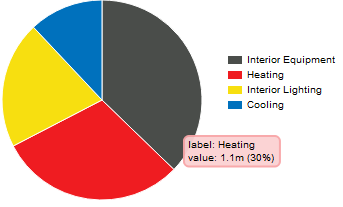 Interior Equipment
Heating
Interior Lighting
Cooling
label: Heating
value: 1.1m (30%)